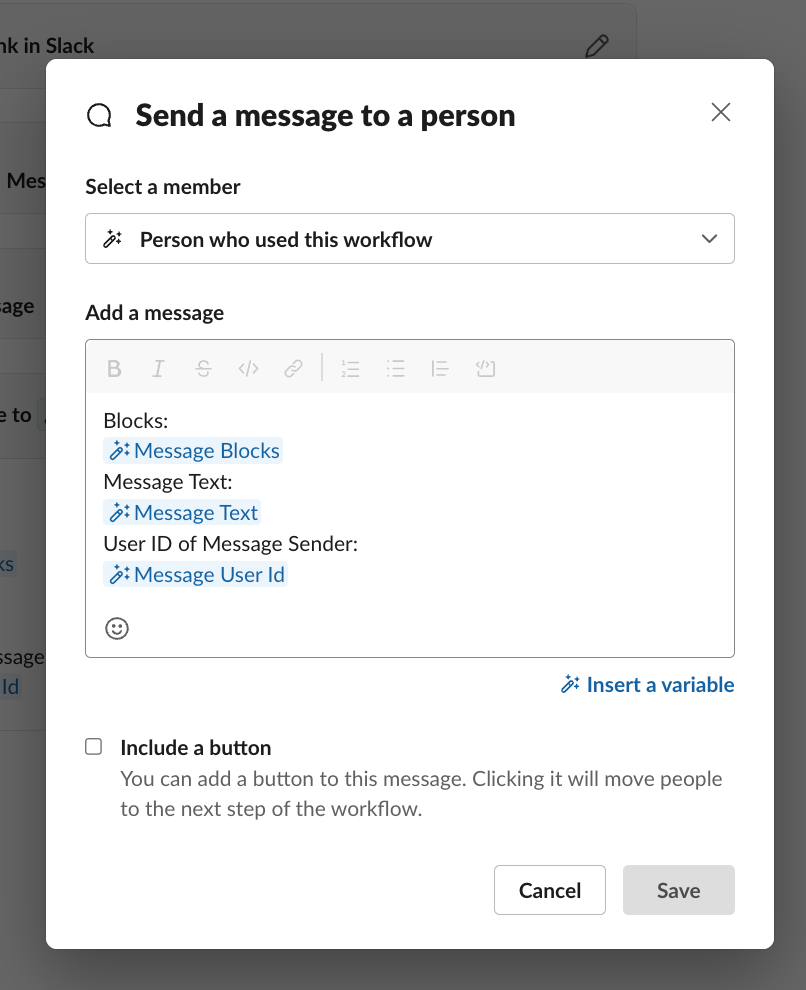 nk in Slack
Send a message to a person
Mes
Select a member
Person who used this workflow
sage
Add a message
e to
Blocks:
Message Blocks
Message Text:
Message Text
User ID of Message Sender:
ks
Message User Id
ssage
Id
Insert a variable
Include a button
You can add a button to this message. Clicking it will move people
to the next step of the workflow.
Cancel
Save